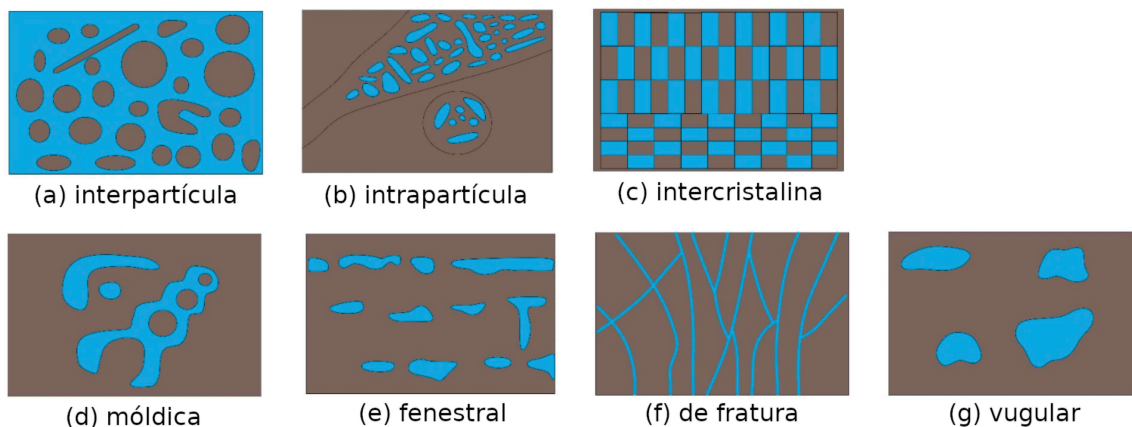 (a) interpartícula
(b) intrapartícula
(c) intercristalina
(d) móldica
(e) fenestral
(f) de fratura
(g) vugular